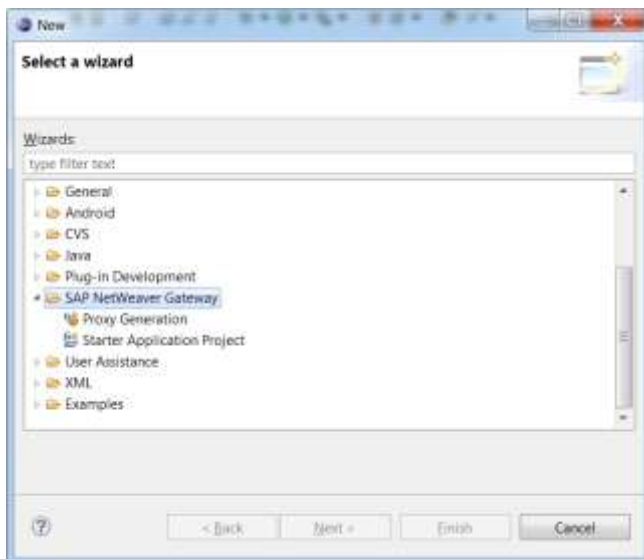 New
Select a wizard
Wizards:
type filter text
General
Android
CVS
Java
Plug-in Development
SAP NetWeaver Gateway
Proxy Generation
Starter Application Project
User Assistance
XML
Examples
< Back Next > Finish Cancel